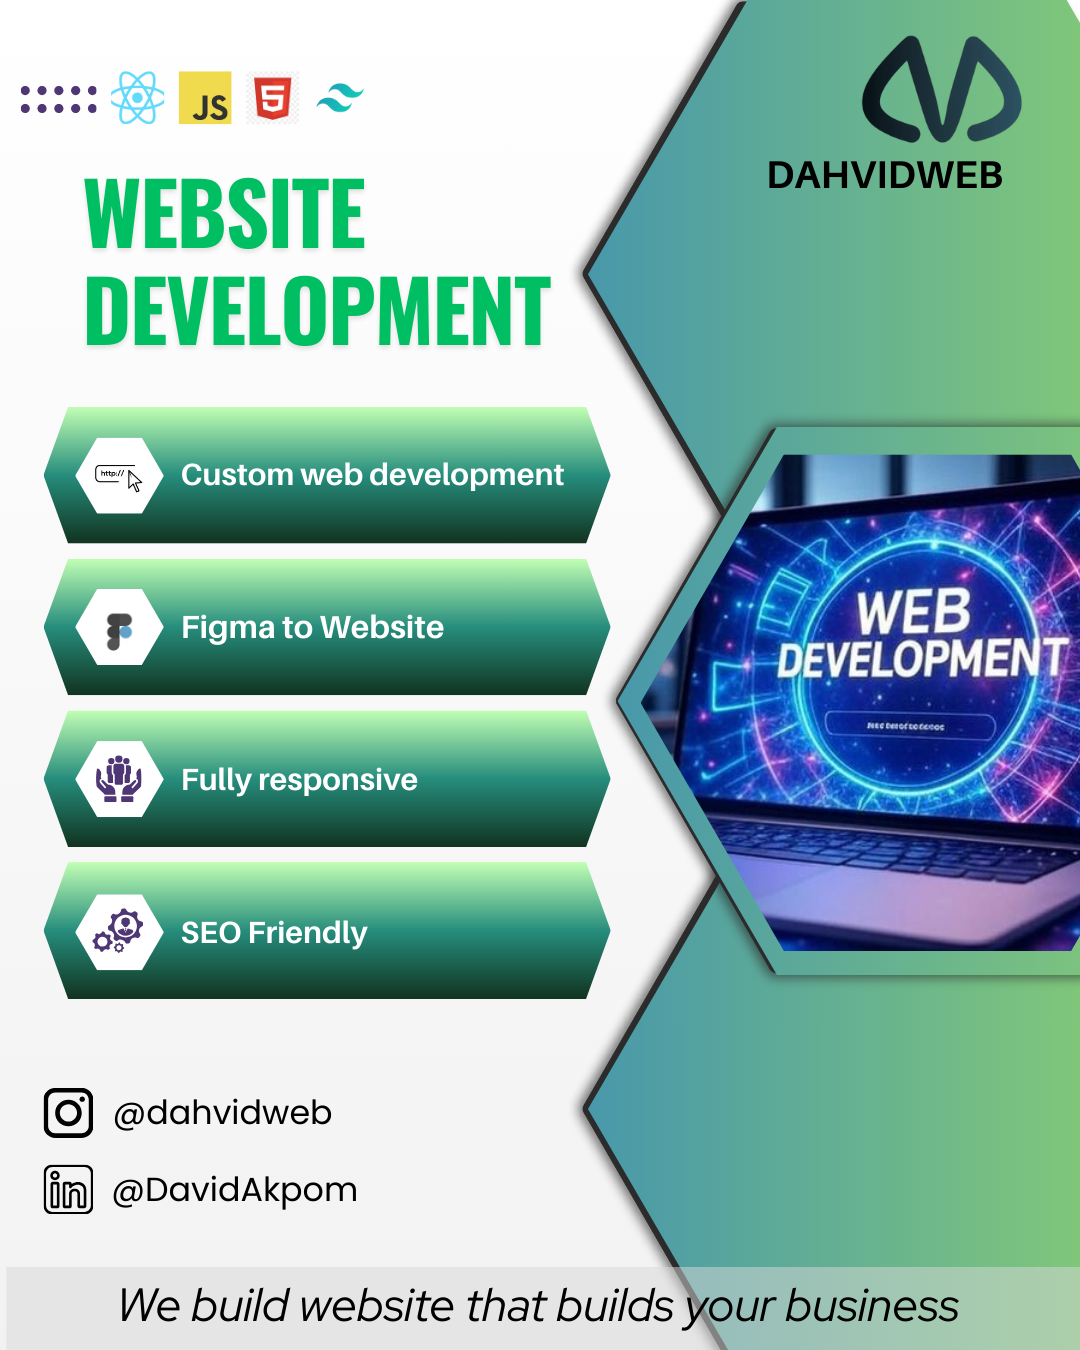 JS
5
DAHVIDWEB
WEBSITE
DEVELOPMENT
http://
Custom web development
Figma to Website
Fully responsive
SEO Friendly
WEB
DEVELOPMENT
@dahvidweb
in
@DavidAkpom
We build website that builds your business